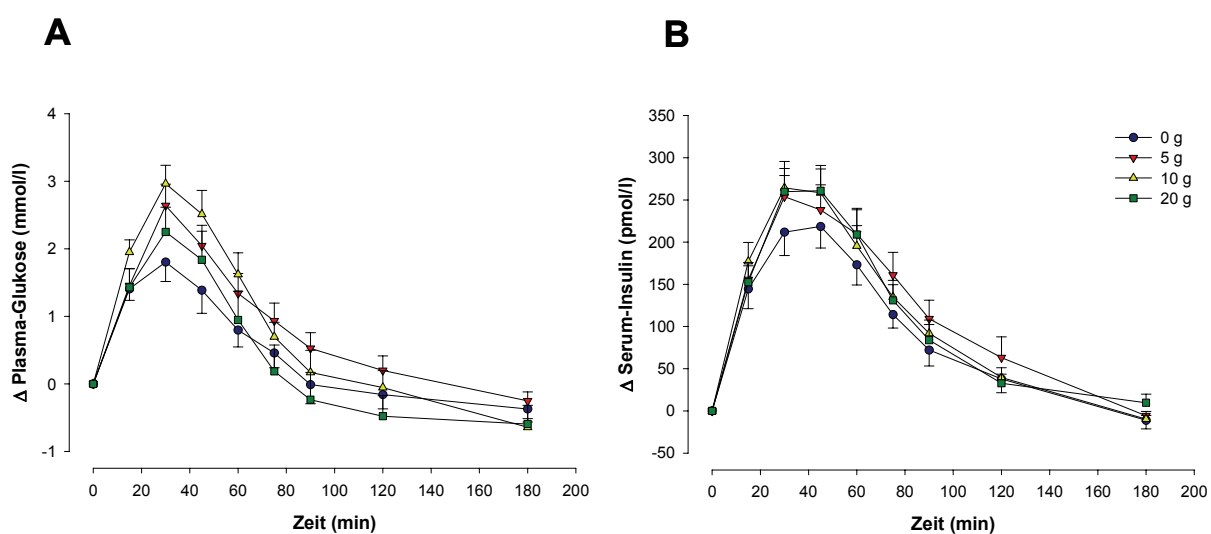 A
Δ Plasma-Glukose (mmol/l)
4
3
2
1
0
-1
0 20 40 60 80 100 120 140 160 180 200
Zeit (min)
B
Δ Serum-Insulin (pmol/l)
350
300
250
200
150
100
50
0
-50
0 20 40 60 80 100 120 140 160 180 200
Zeit (min)
0 g
5 g
10 g
20 g